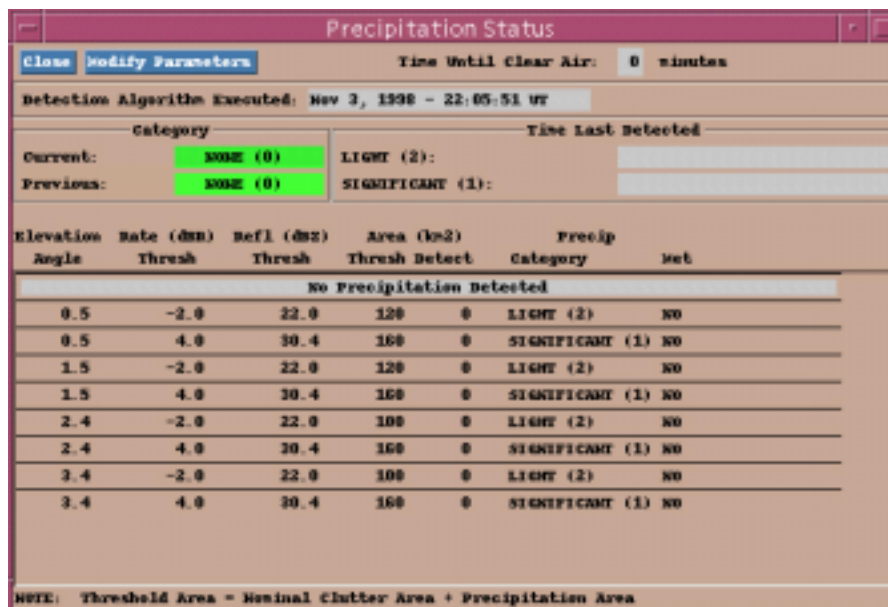 Precipitation Status
Close Modify Parameters Time Until Clear Air: 0 minutes
Detection Algorithm Executed: Nov 3, 1998 - 22:05:51 UT
Category Time Last Detected
Current: NONE (0) LIGHT (2):
Previous: NONE (0) SIGNIFICANT (1):
Elevation Rate (dBR) Refl (dBZ) Area (km2) Precip
Angle Thresh Thresh Thresh Detect Category Met
No Precipitation Detected
0.5 -2.0 22.0 120 0 LIGHT (2) NO
0.5 4.0 30.4 160 0 SIGNIFICANT (1) NO
1.5 -2.0 22.0 120 0 LIGHT (2) NO
1.5 4.0 30.4 160 0 SIGNIFICANT (1) NO
2.4 -2.0 22.0 100 0 LIGHT (2) NO
2.4 4.0 30.4 160 0 SIGNIFICANT (1) NO
3.4 -2.0 22.0 100 0 LIGHT (2) NO
3.4 4.0 30.4 160 0 SIGNIFICANT (1) NO
NOTE: Threshold Area = Nominal Clutter Area + Precipitation Area